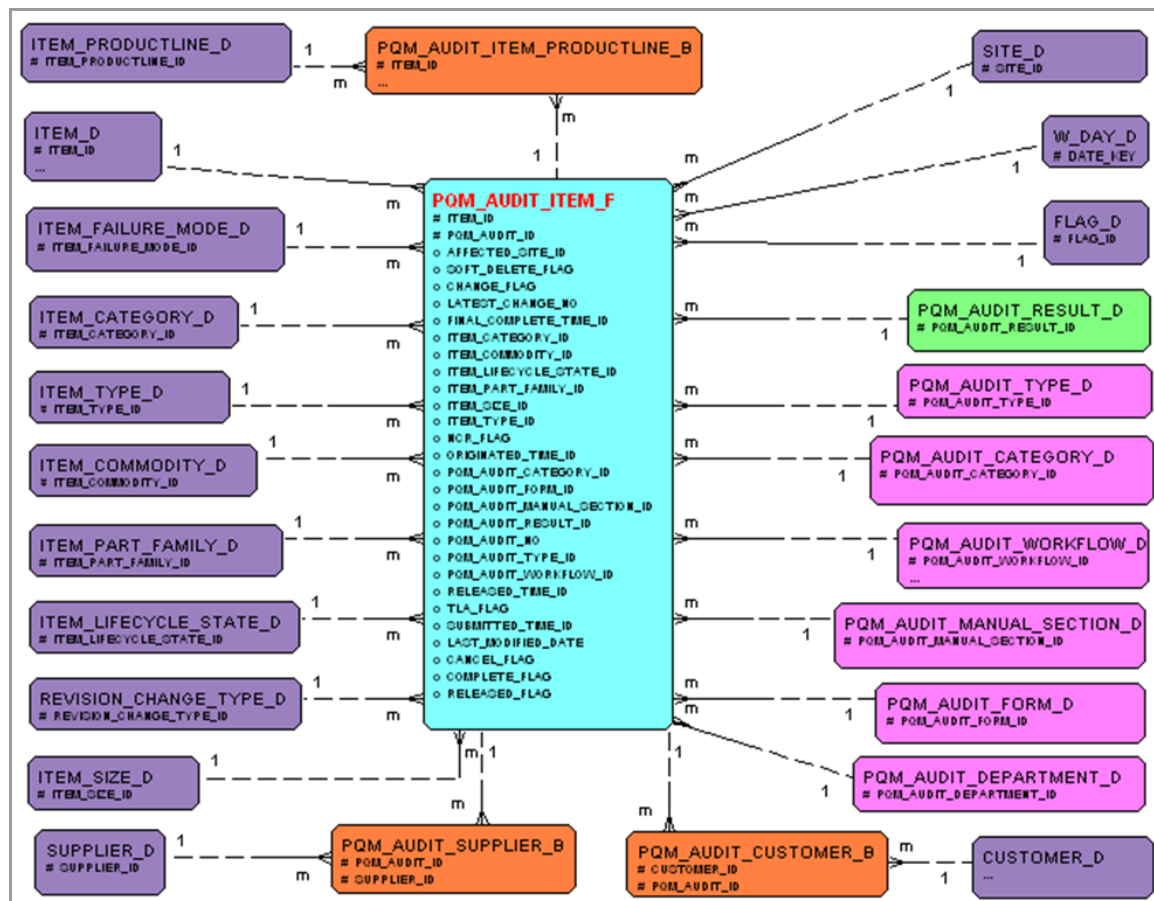 ITEM_PRODUCTLINE_D
# ITEM_PRODUCTLINE_ID
1
m
PQM_AUDIT_ITEM_PRODUCTLINE_B
# ITEM_ID
...
m
1
SITE_D
# SITE_ID
1
m
ITEM_D
# ITEM_ID
...
1
m
W_DAY_D
# DATE_KEY
1
m
ITEM_FAILURE_MODE_D
# ITEM_FAILURE_MODE_ID
1
m
FLAG_D
# FLAG_ID
1
m
ITEM_CATEGORY_D
# ITEM_CATEGORY_ID
1
m
PQM_AUDIT_RESULT_D
# PQM_AUDIT_RESULT_ID
1
m
ITEM_TYPE_D
# ITEM_TYPE_ID
1
m
PQM_AUDIT_TYPE_D
# PQM_AUDIT_TYPE_ID
1
m
ITEM_COMMODITY_D
# ITEM_COMMODITY_ID
1
m
PQM_AUDIT_CATEGORY_D
# PQM_AUDIT_CATEGORY_ID
1
m
ITEM_PART_FAMILY_D
# ITEM_PART_FAMILY_ID
1
m
PQM_AUDIT_WORKFLOW_D
# PQM_AUDIT_WORKFLOW_ID
...
1
m
ITEM_LIFECYCLE_STATE_D
# ITEM_LIFECYCLE_STATE_ID
1
m
PQM_AUDIT_MANUAL_SECTION_D
# PQM_AUDIT_MANUAL_SECTION_ID
1
m
REVISION_CHANGE_TYPE_D
# REVISION_CHANGE_TYPE_ID
1
m
PQM_AUDIT_FORM_D
# PQM_AUDIT_FORM_ID
1
m
ITEM_SIZE_D
# ITEM_SIZE_ID
1
m
PQM_AUDIT_DEPARTMENT_D
# PQM_AUDIT_DEPARTMENT_ID
1
PQM_AUDIT_ITEM_F
# ITEM_ID
# PQM_AUDIT_ID
o AFFECTED_SITE_ID
o SOFT_DELETE_FLAG
o CHANGE_FLAG
o LATEST_CHANGE_NO
o FINAL_COMPLETE_TIME_ID
o ITEM_CATEGORY_ID
o ITEM_COMMODITY_ID
o ITEM_LIFECYCLE_STATE_ID
o ITEM_PART_FAMILY_ID
o ITEM_SIZE_ID
o ITEM_TYPE_ID
o NCR_FLAG
o ORIGINATED_TIME_ID
o PQM_AUDIT_CATEGORY_ID
o PQM_AUDIT_FORM_ID
o PQM_AUDIT_MANUAL_SECTION_ID
o PQM_AUDIT_RESULT_ID
o PQM_AUDIT_NO
o PQM_AUDIT_TYPE_ID
o PQM_AUDIT_WORKFLOW_ID
o RELEASED_TIME_ID
o TLA_FLAG
o SUBMITTED_TIME_ID
o LAST_MODIFIED_DATE
o CANCEL_FLAG
o COMPLETE_FLAG
o RELEASED_FLAG
1
m
1
m
SUPPLIER_D
# SUPPLIER_ID
1
m
PQM_AUDIT_SUPPLIER_B
# PQM_AUDIT_ID
# SUPPLIER_ID
PQM_AUDIT_CUSTOMER_B
# CUSTOMER_ID
# PQM_AUDIT_ID
m
1
CUSTOMER_D
...